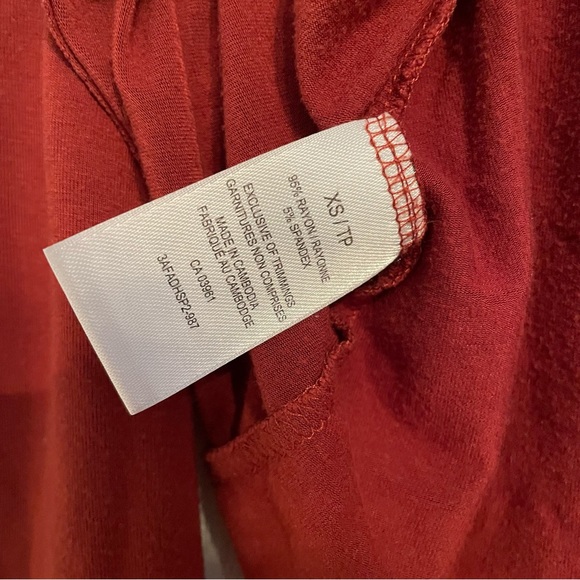 XS / TP
95% RAYON / RAYONNE
5% SPANDEX
EXCLUSIVE OF TRIMMINGS
GARNITURES NON COMPRISES
MADE IN CAMBODIA
FABRIQUE AU CAMBODGE
CA 03961
3AFADHSP2-987